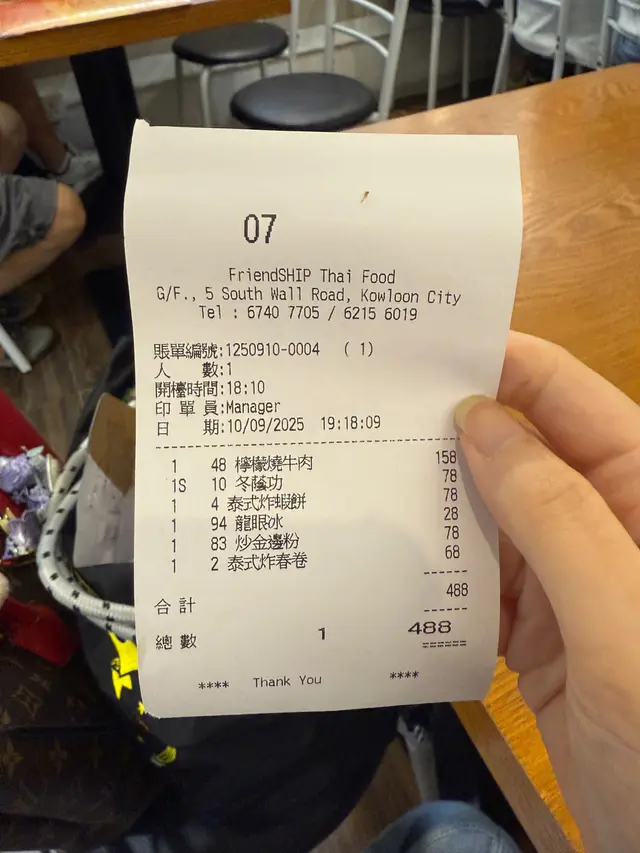 07
FriendSHIP Thai Food
G/F., 5 South Wall Road, Kowloon City
Tel : 6740 7705 / 6215 6019
賬單編號:1250910-0004 ( 1)
人 數:1
開檯時間:18:10
印 單 員:Manager
日 期:10/09/2025 19:18:09
1 48 檸檬燒牛肉 158
1S 10 冬蔭功 78
1 4 泰式炸蝦餅 78
1 94 龍眼冰 28
1 83 炒金邊粉 78
1 2 泰式炸春卷 68
合 計 488
總 數 1 488
**** Thank You ****